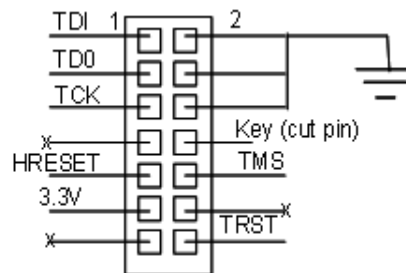 TDI 1 2
TD0
TCK
x Key (cut pin)
HRESET TMS
3.3V x
x TRST